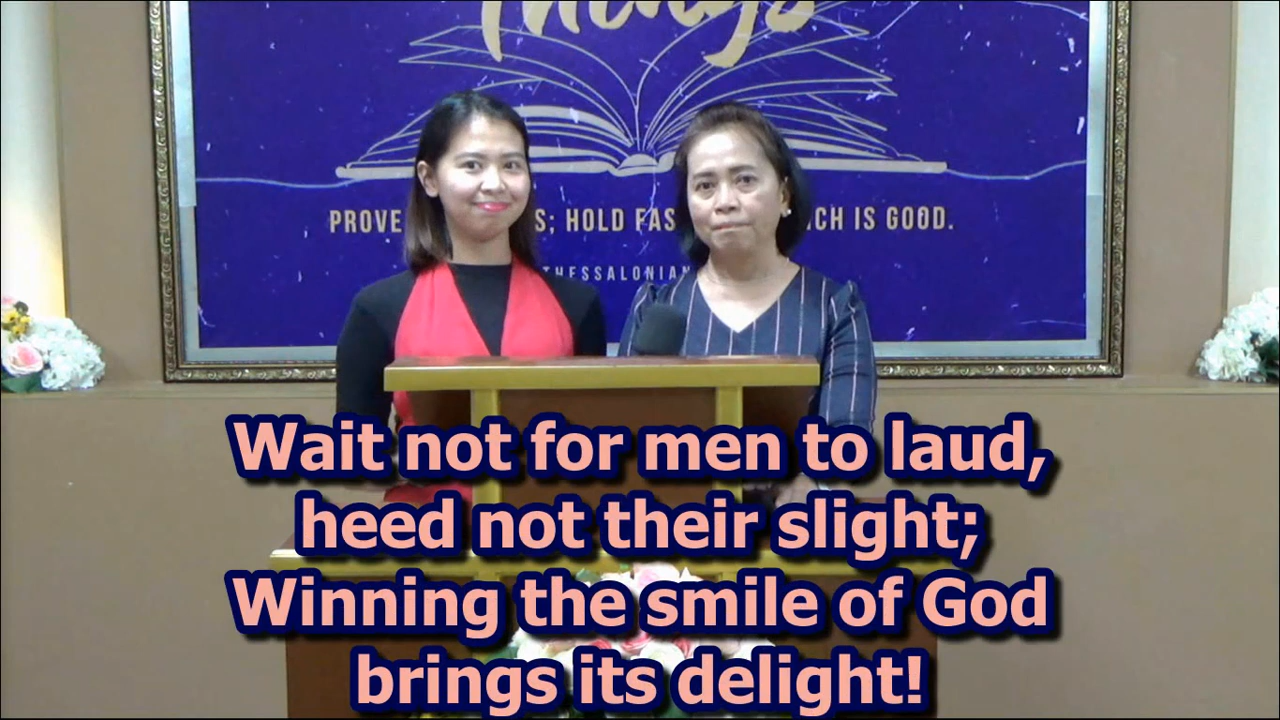 Things
PROVE S; HOLD FAS CH IS GOOD.
THESSALONIAN
Wait not for men to laud,
heed not their slight;
Winning the smile of God
brings its delight!